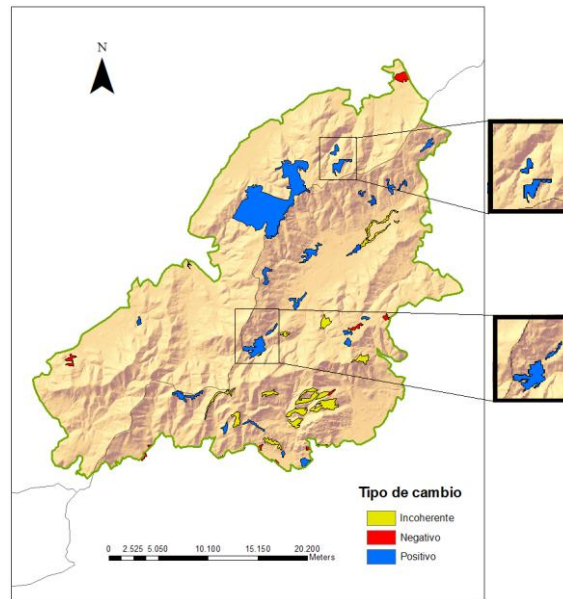 N
Tipo de cambio
Incoherente
Negativo
Positivo
0 2.525 5.050 10.100 15.150 20.200
Meters